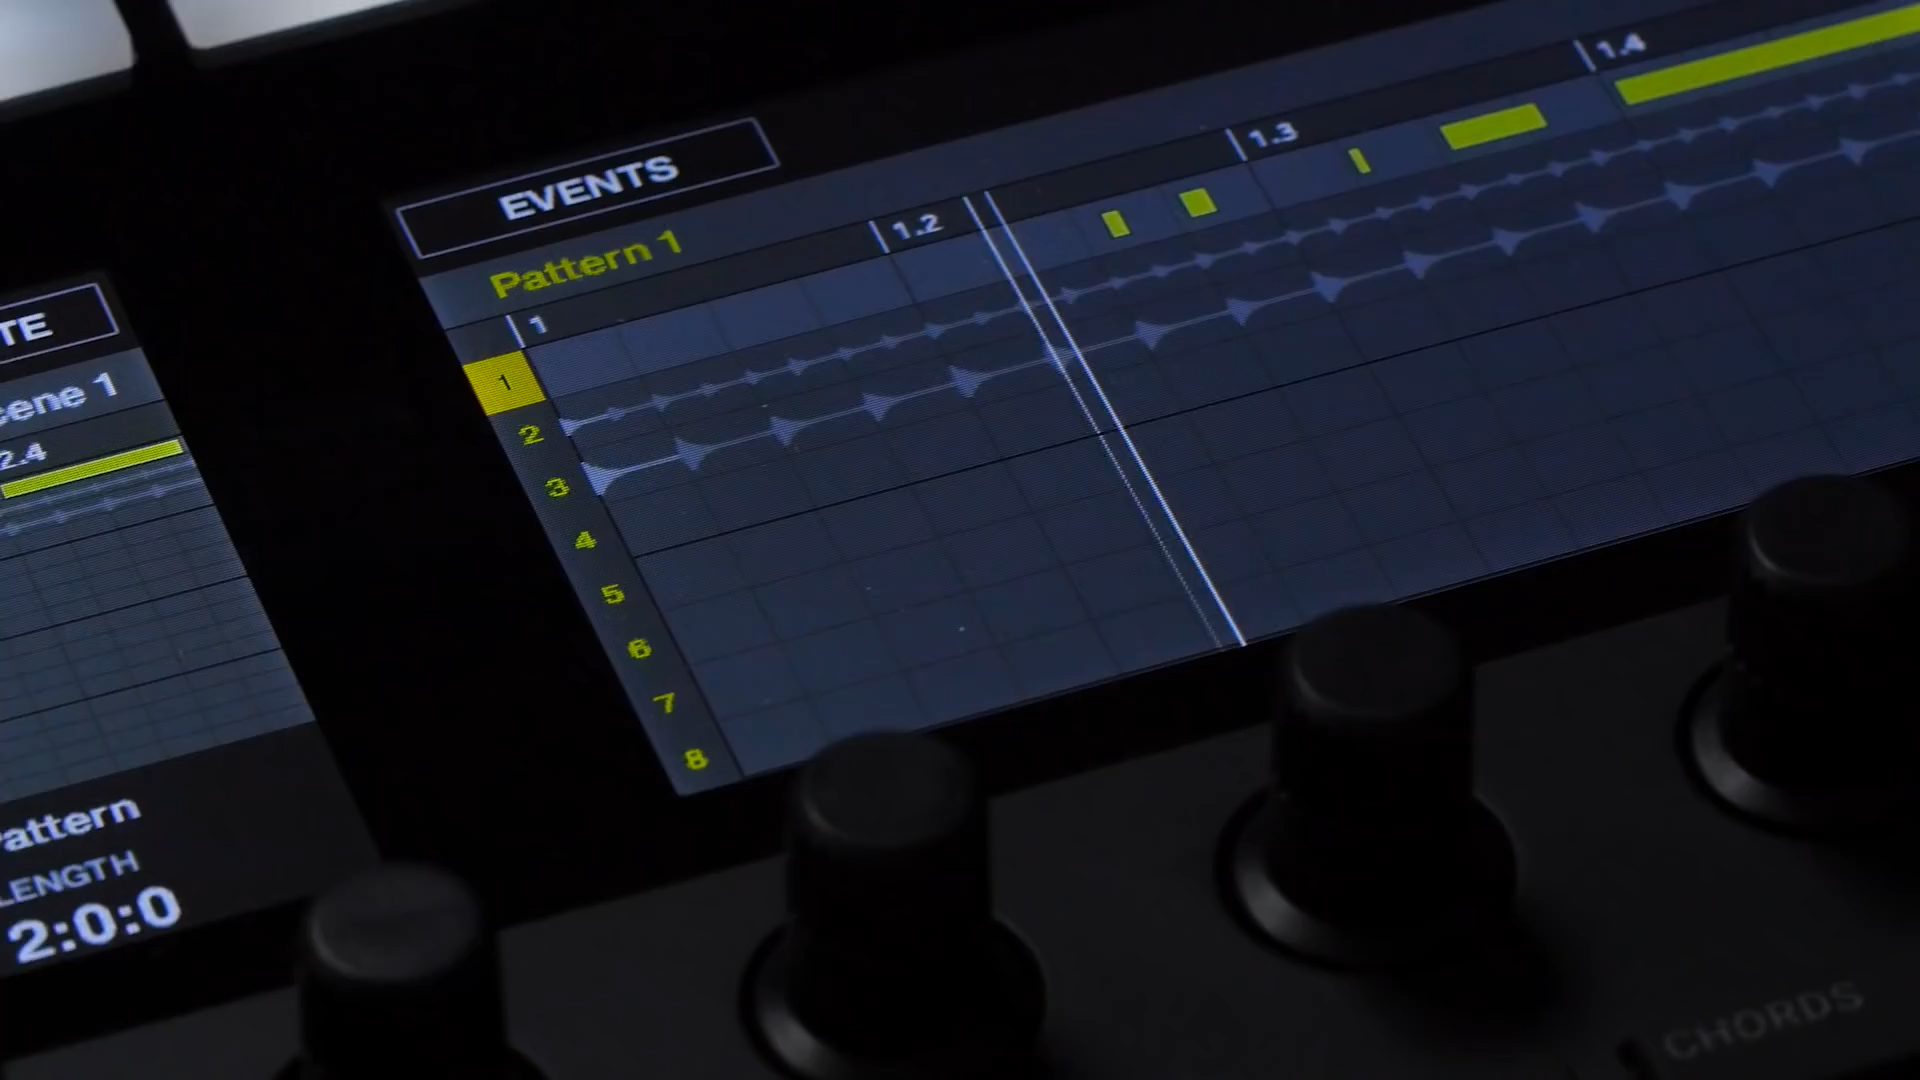 EVENTS
Pattern 1
1 1.2 1.3 1.4
1
2
3
4
5
6
7
8
TE
cene 1
2.4
attern
LENGTH
2:0:0
CHORDS